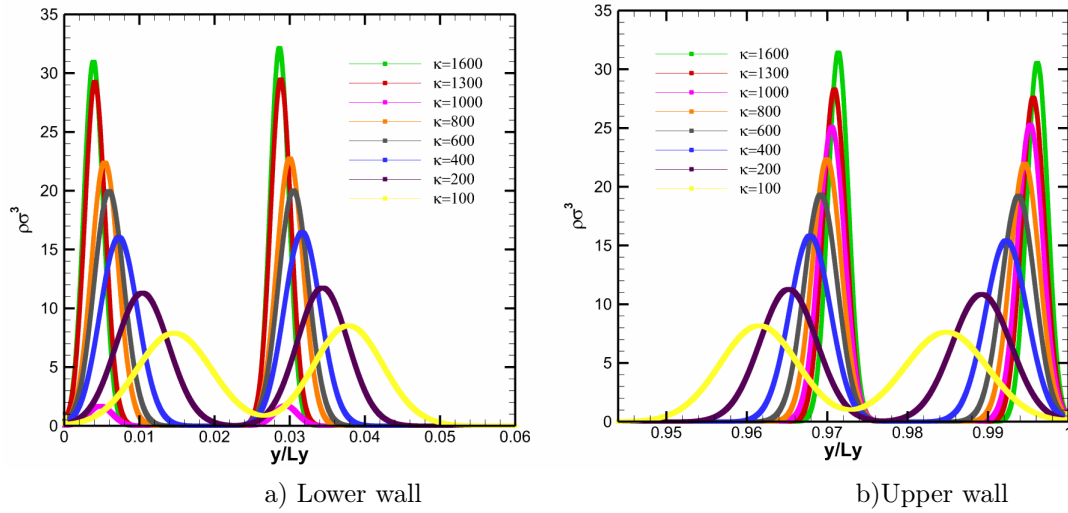 35
30
25
20
15
10
5
0
ρσ³
0
0.01
0.02
0.03
0.04
0.05
0.06
y/Ly
κ=1600
κ=1300
κ=1000
κ=800
κ=600
κ=400
κ=200
κ=100
a) Lower wall
35
30
25
20
15
10
5
0
ρσ³
0.95
0.96
0.97
0.98
0.99
1
y/Ly
κ=1600
κ=1300
κ=1000
κ=800
κ=600
κ=400
κ=200
κ=100
b)Upper wall